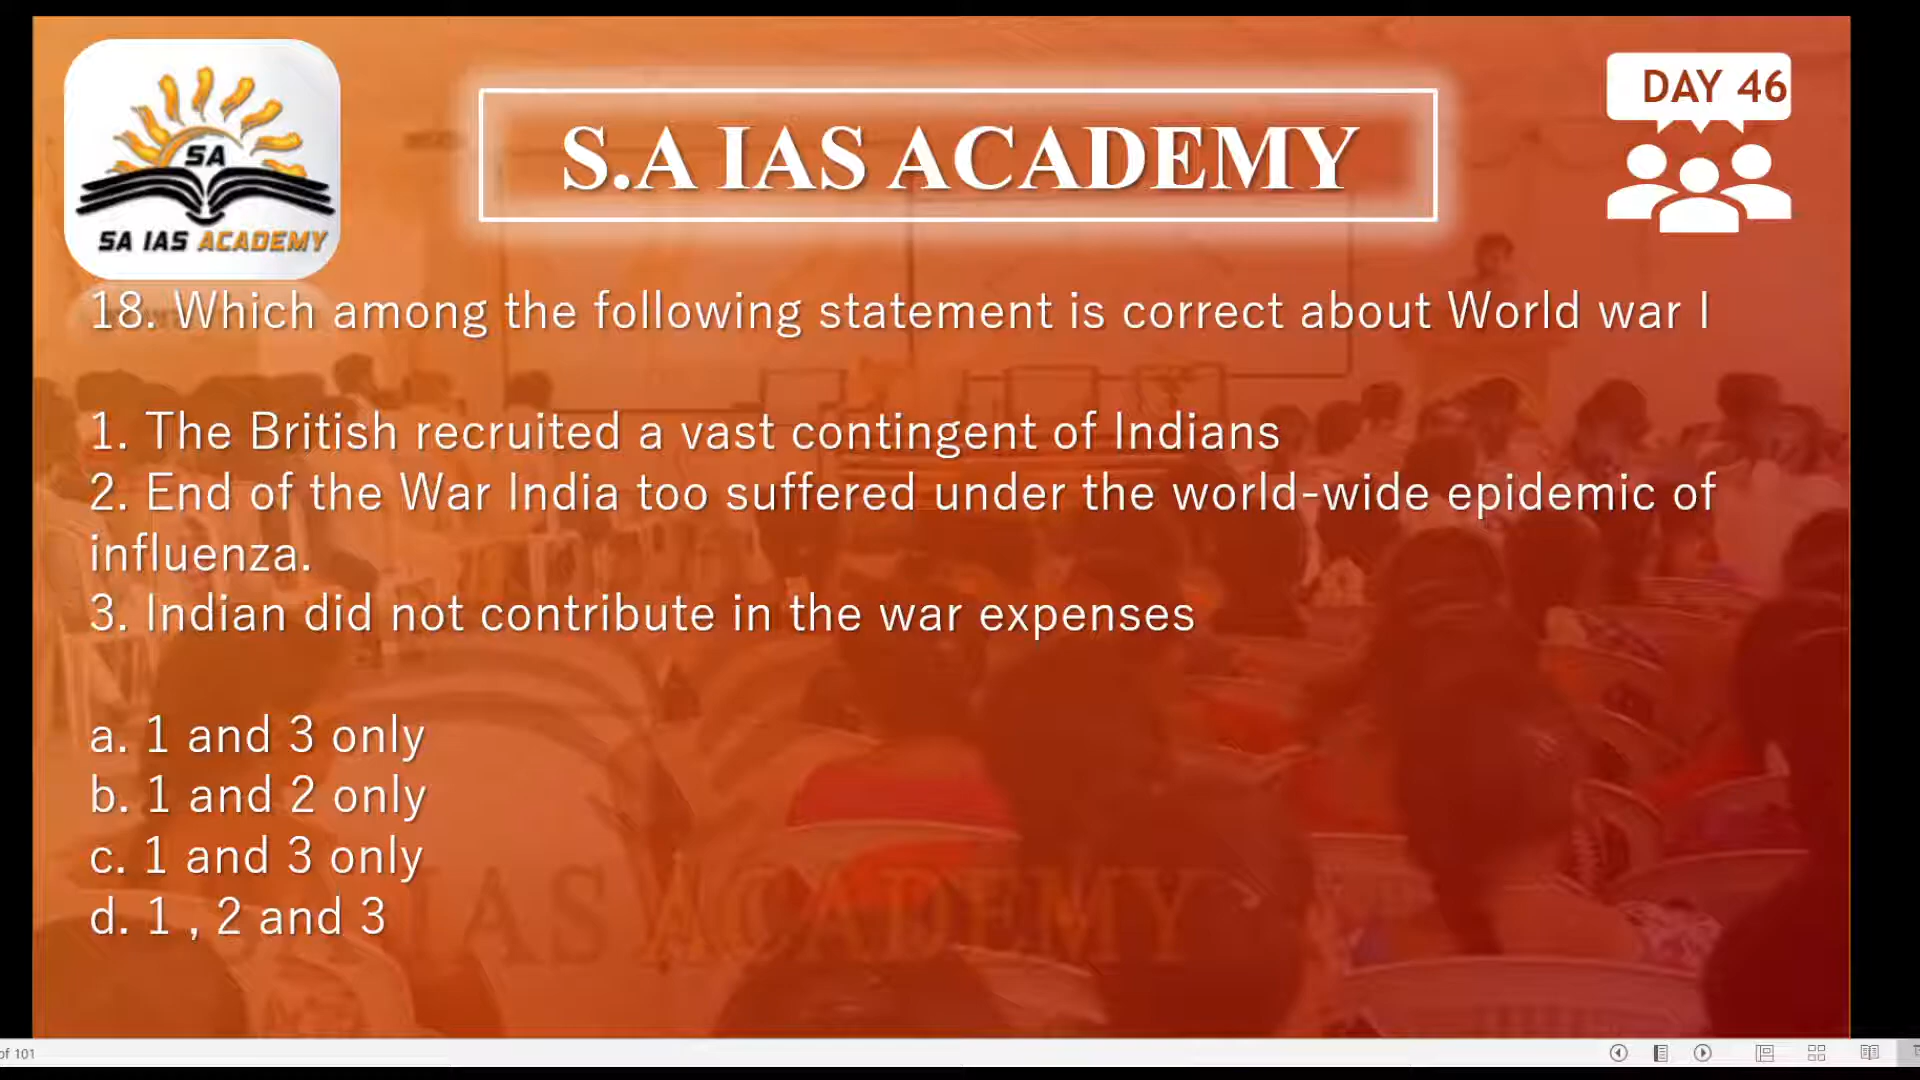 DAY 46
S.A IAS ACADEMY
SA
SA IAS ACADEMY
18. Which among the following statement is correct about World war I
1. The British recruited a vast contingent of Indians
2. End of the War India too suffered under the world-wide epidemic of
influenza.
3. Indian did not contribute in the war expenses
a. 1 and 3 only
b. 1 and 2 only
c. 1 and 3 only
d. 1 , 2 and 3
IAS ACADEMY
of 101